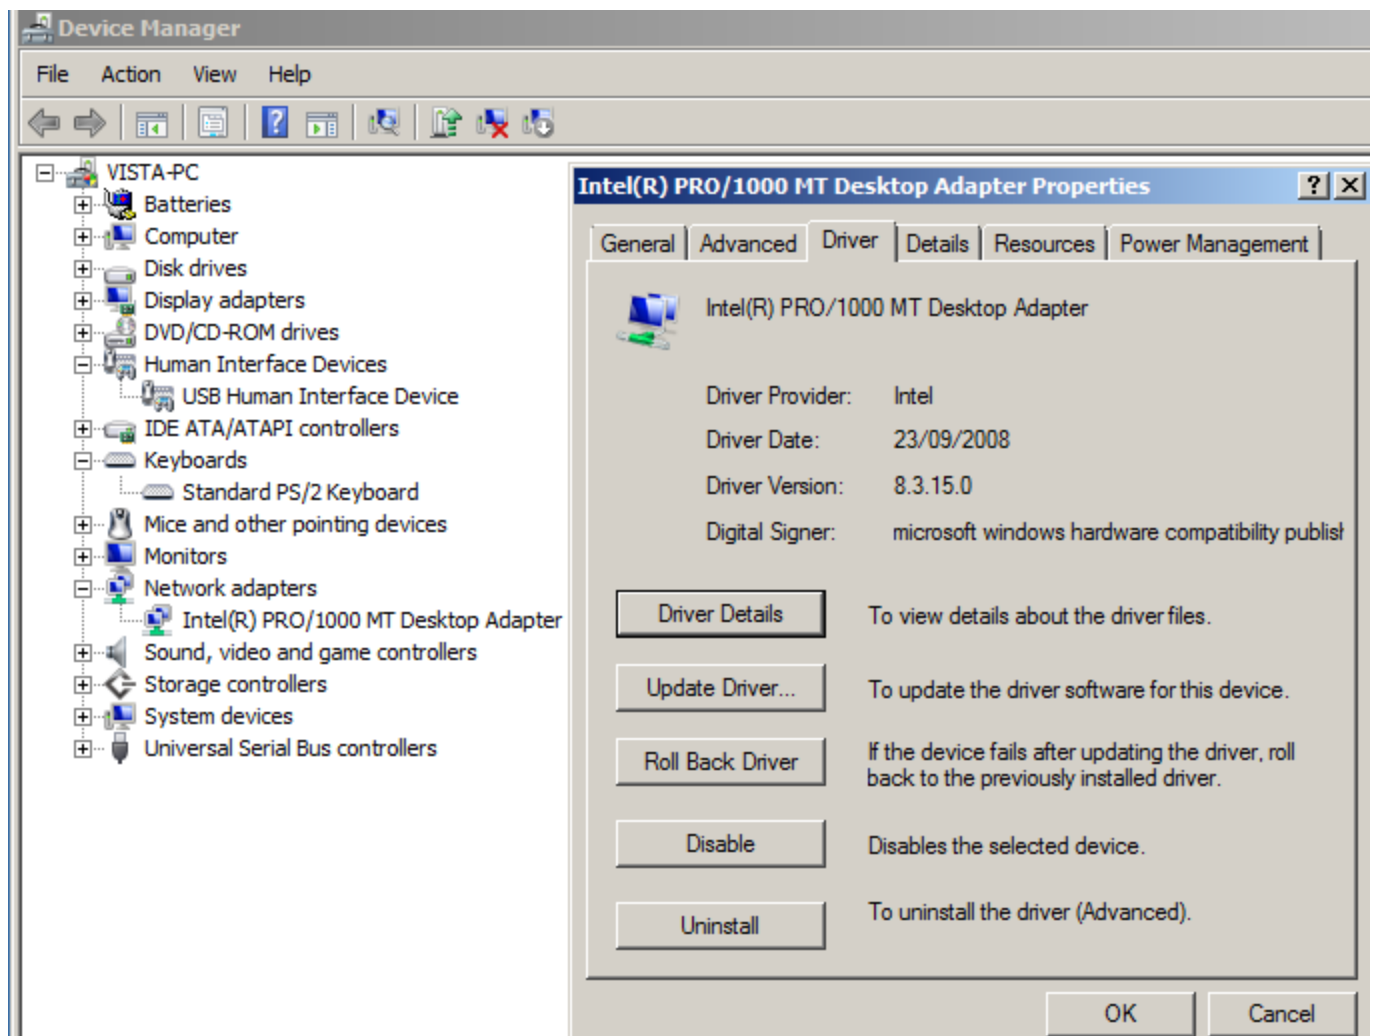 Device Manager
File Action View Help
VISTA-PC
Batteries
Computer
Disk drives
Display adapters
DVD/CD-ROM drives
Human Interface Devices
USB Human Interface Device
IDE ATA/ATAPI controllers
Keyboards
Standard PS/2 Keyboard
Mice and other pointing devices
Monitors
Network adapters
Intel(R) PRO/1000 MT Desktop Adapter
Sound, video and game controllers
Storage controllers
System devices
Universal Serial Bus controllers
Intel(R) PRO/1000 MT Desktop Adapter Properties
General Advanced Driver Details Resources Power Management
Intel(R) PRO/1000 MT Desktop Adapter
Driver Provider: Intel
Driver Date: 23/09/2008
Driver Version: 8.3.15.0
Digital Signer: microsoft windows hardware compatibility publish
Driver Details To view details about the driver files.
Update Driver... To update the driver software for this device.
Roll Back Driver If the device fails after updating the driver, roll
back to the previously installed driver.
Disable Disables the selected device.
Uninstall To uninstall the driver (Advanced).
OK Cancel